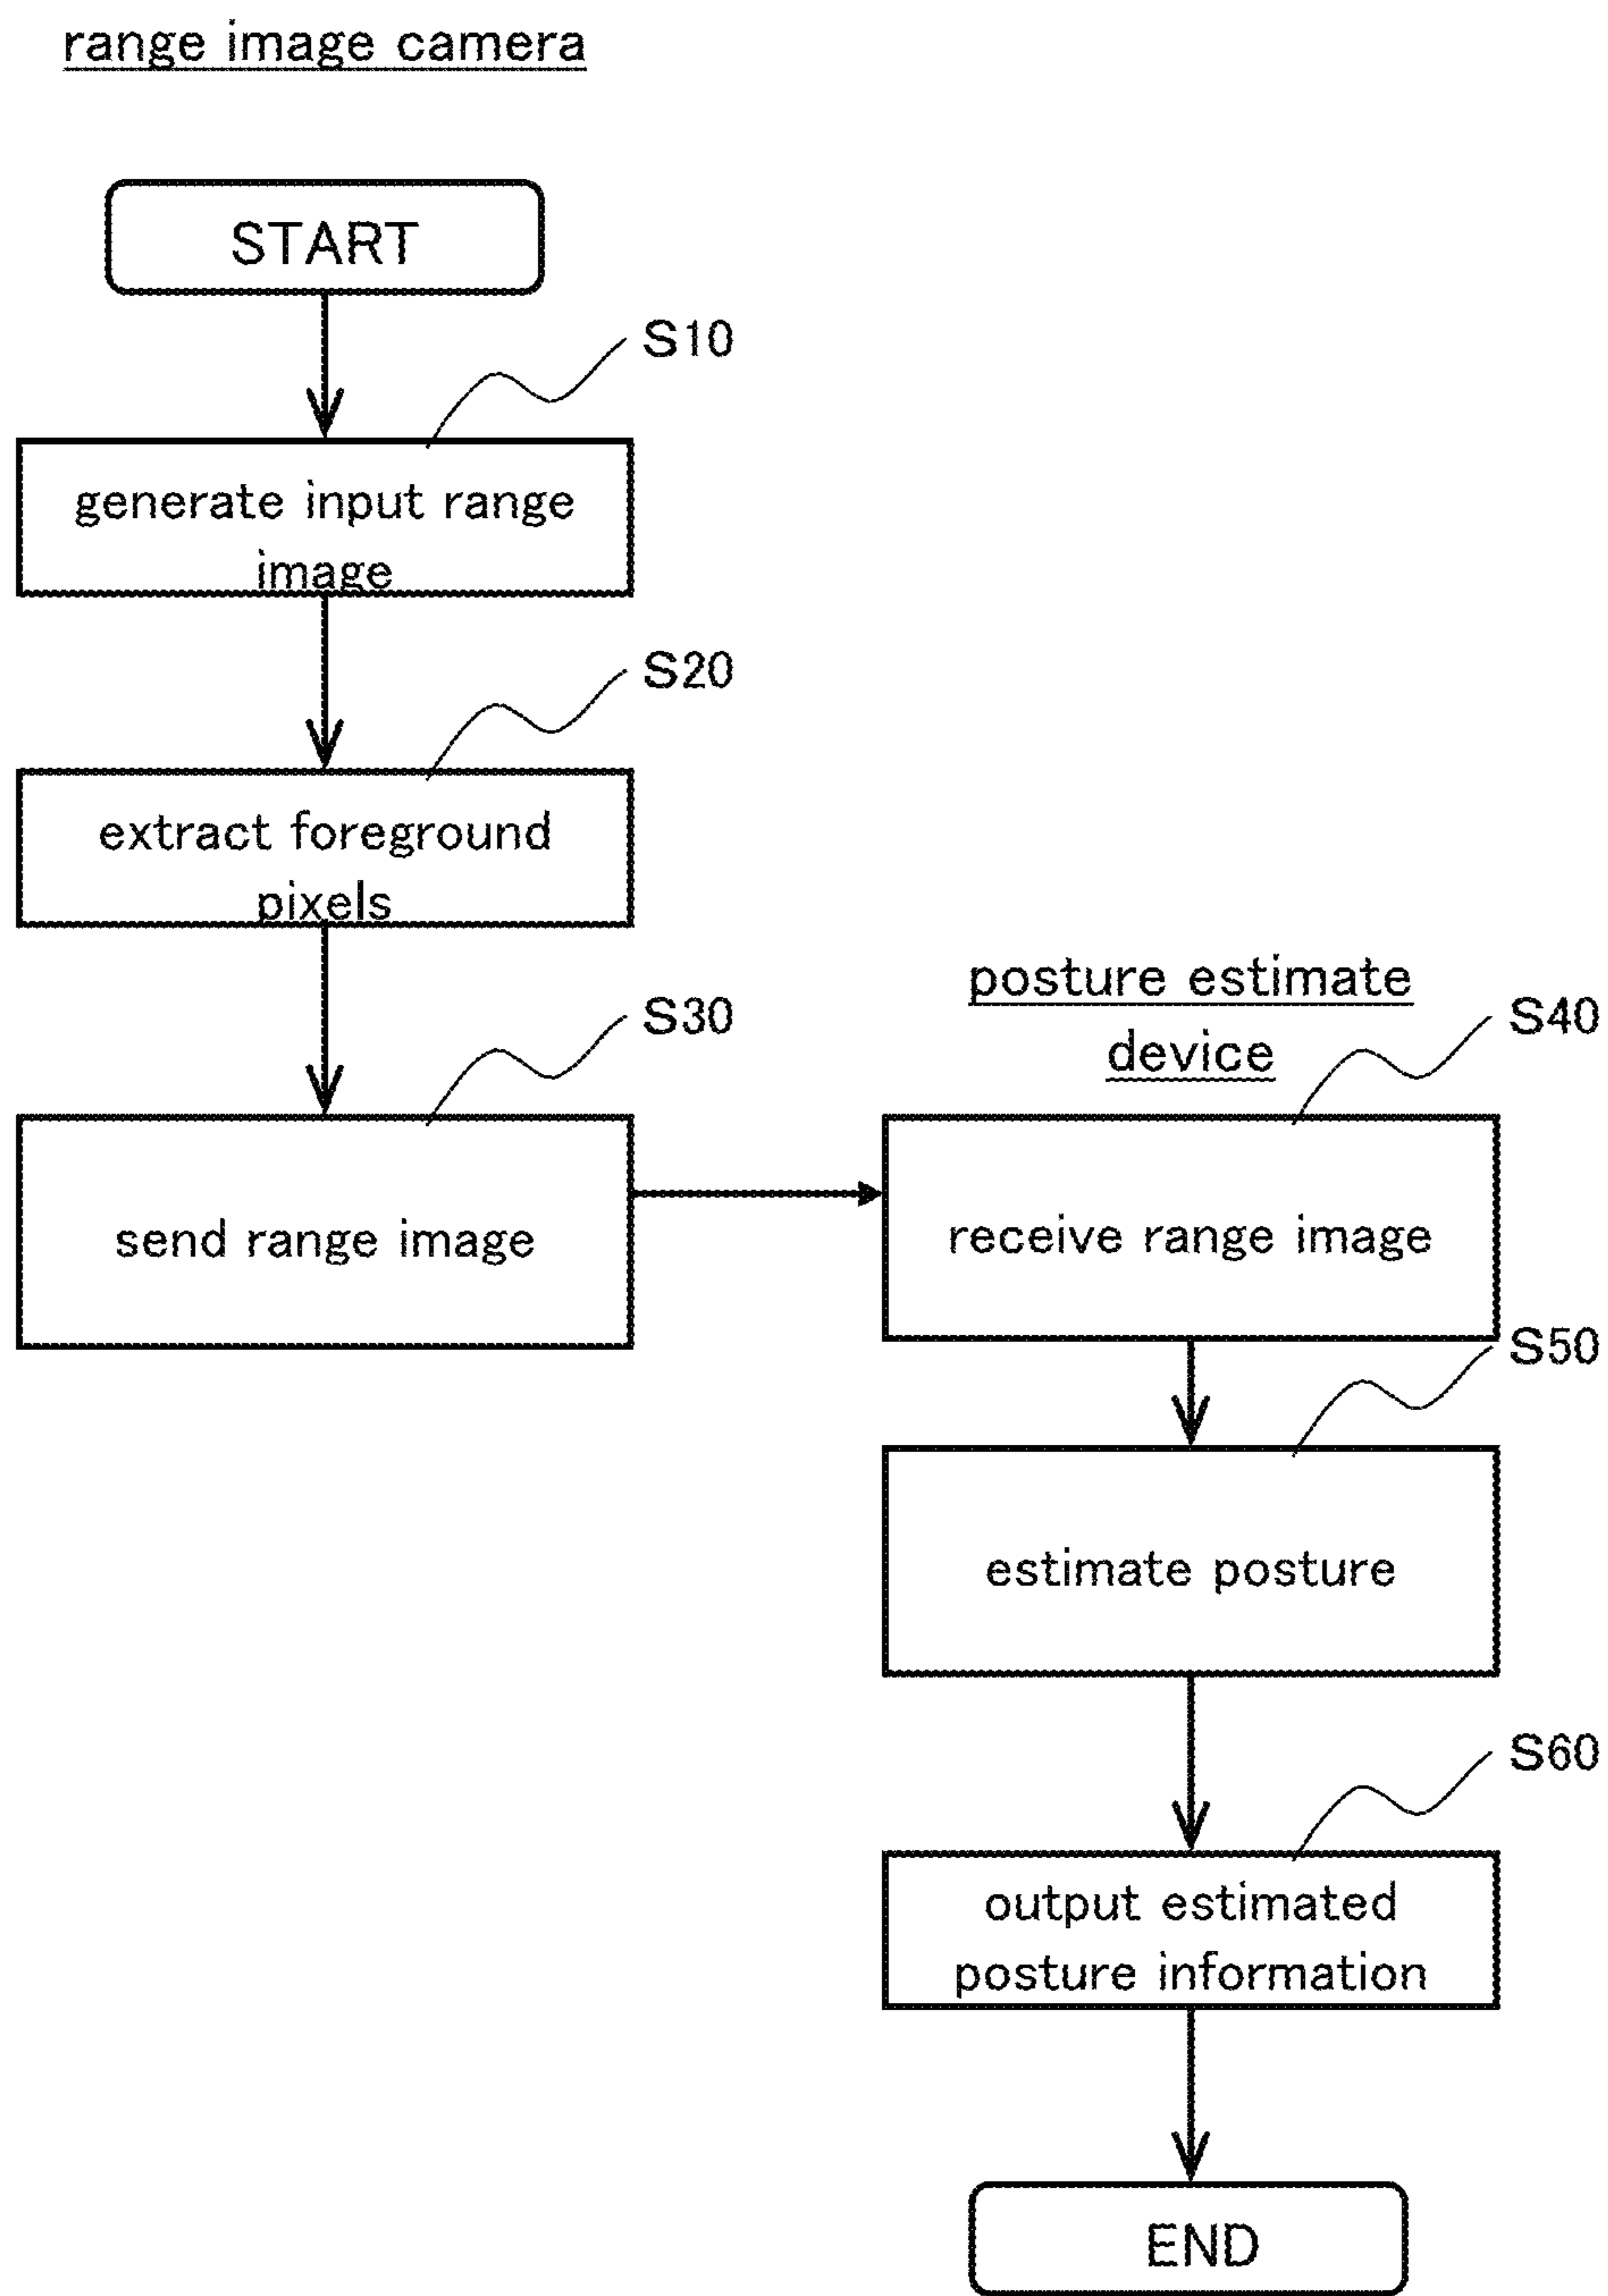 range image camera
START
S10
generate input range
image
S20
extract foreground
pixels
S30
send range image
posture estimate
device
S40
receive range image
S50
estimate posture
S60
output estimated
posture information
END